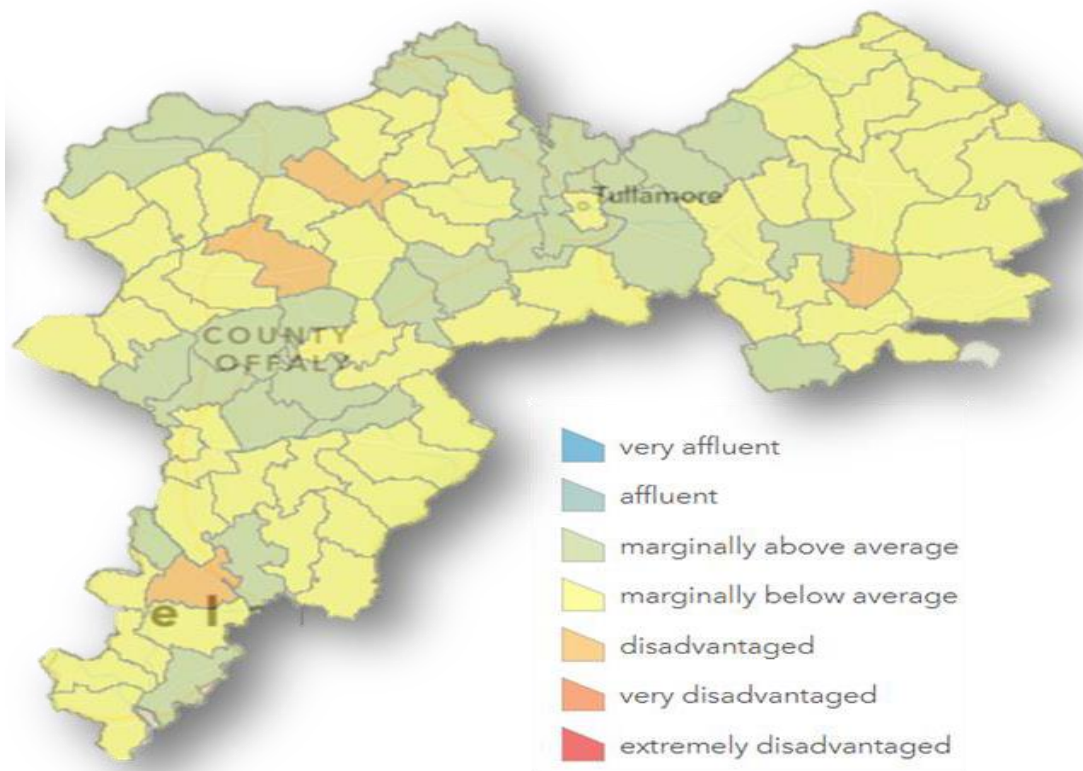 Tullamore
COUNTY
OFFALY
very affluent
affluent
marginally above average
marginally below average
disadvantaged
e l
very disadvantaged
extremely disadvantaged